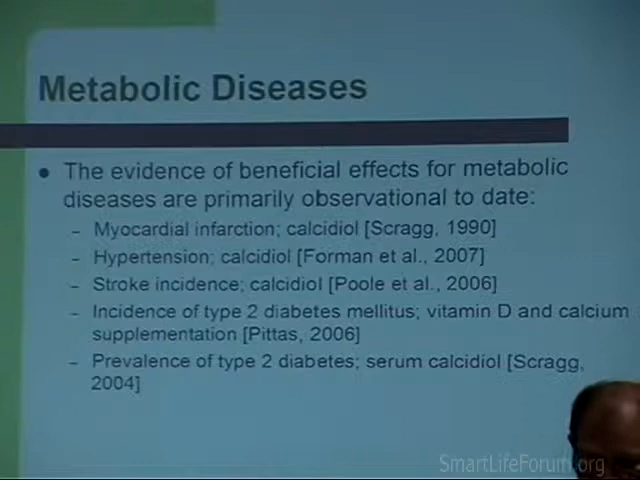 Metabolic Diseases
• The evidence of beneficial effects for metabolic
diseases are primarily observational to date:
– Myocardial infarction; calcidiol [Scragg, 1990]
– Hypertension; calcidiol [Forman et al., 2007]
– Stroke incidence; calcidiol [Poole et al., 2006]
– Incidence of type 2 diabetes mellitus; vitamin D and calcium
supplementation [Pittas, 2006]
– Prevalence of type 2 diabetes; serum calcidiol [Scragg,
2004]
SmartLifeForum.org